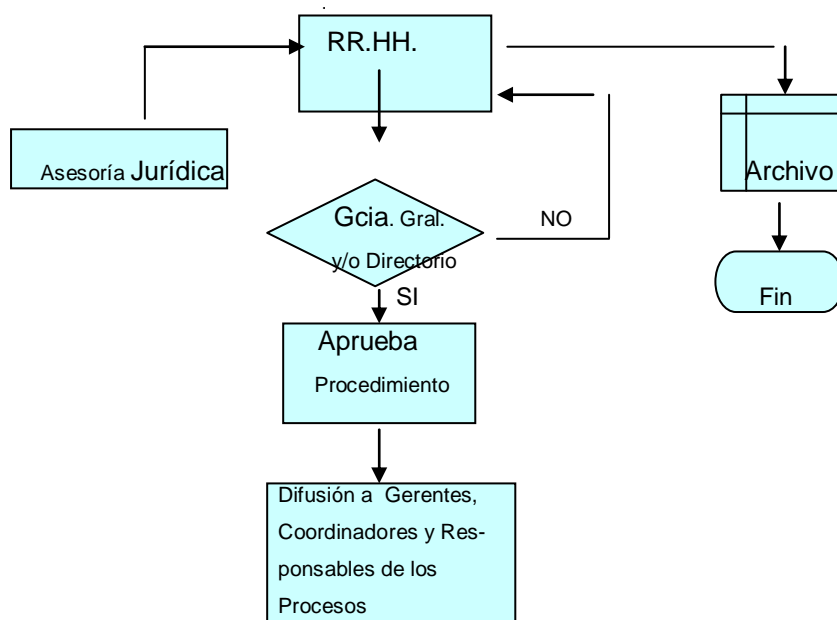 RR.HH.
Asesoría Jurídica
Archivo
Gcia. Gral.
y/o Directorio
NO
SI
Fin
Aprueba
Procedimiento
Difusión a Gerentes,
Coordinadores y Res-
ponsables de los
Procesos